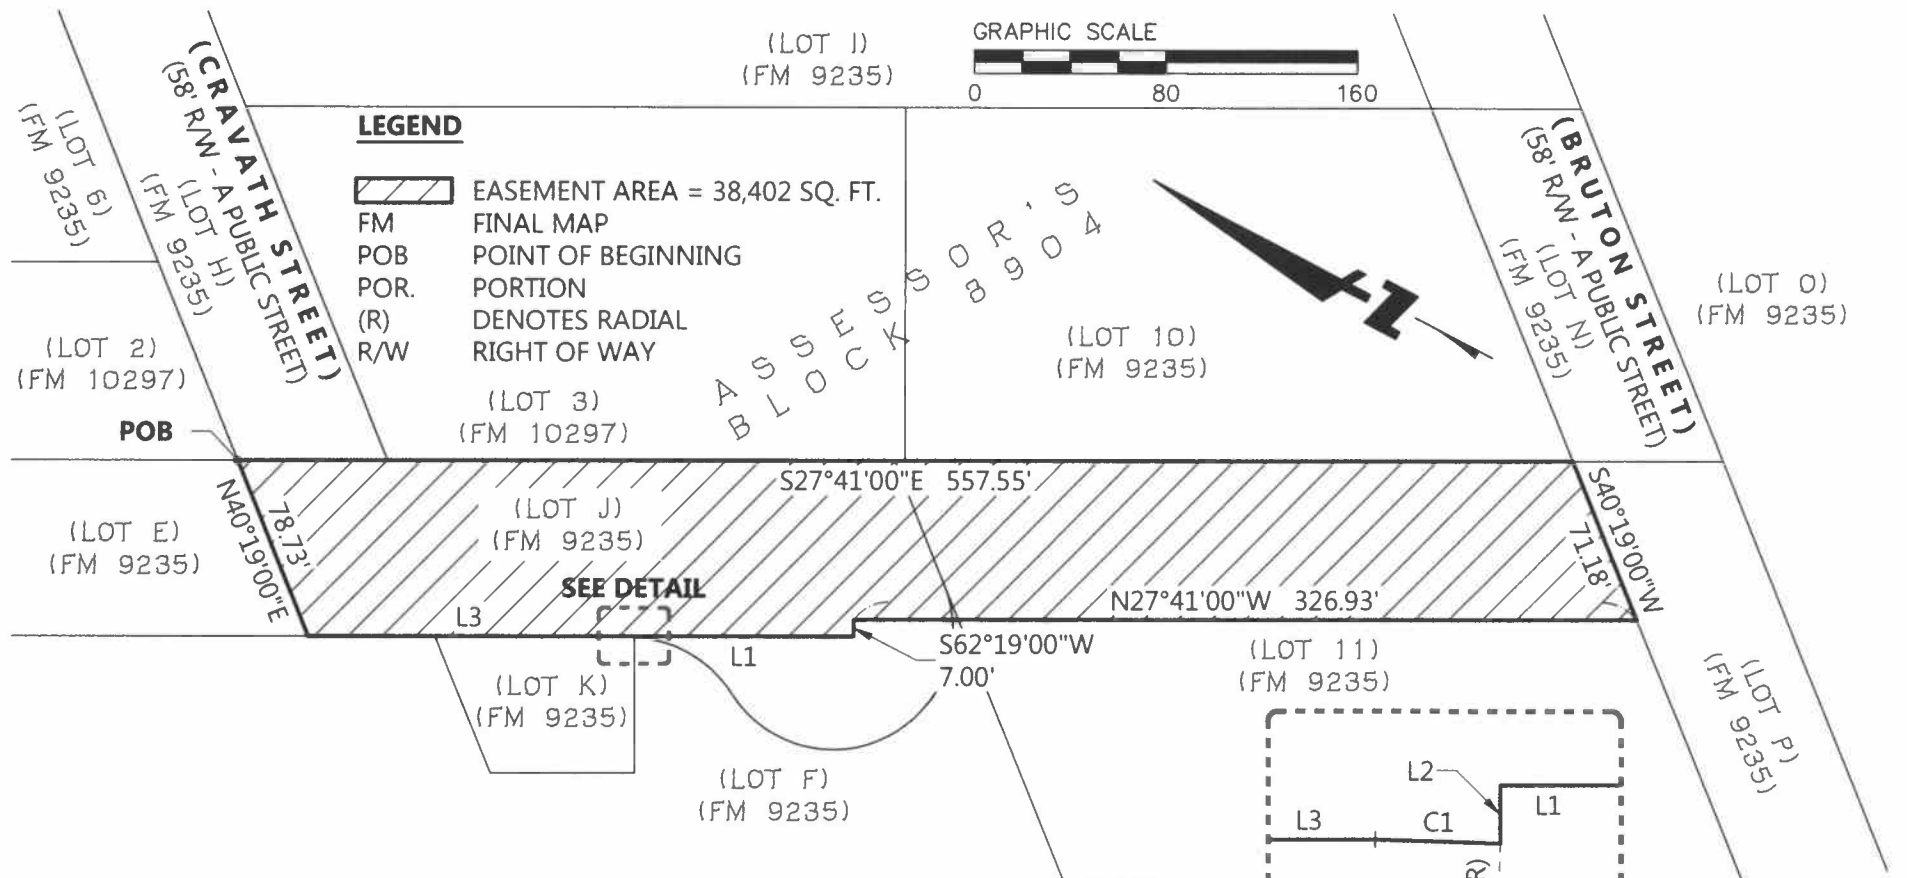 (LOT I)
(FM 9235)
GRAPHIC SCALE
0 80 160
(CRAVATH STREET)
(58' R/W - A PUBLIC STREET)
(LOT H)
(FM 9235)
(LOT 6)
(FM 9235)
LEGEND
EASEMENT AREA = 38,402 SQ. FT.
FM FINAL MAP
POB POINT OF BEGINNING
POR. PORTION
(R) DENOTES RADIAL
R/W RIGHT OF WAY
ASSESSOR'S
BLOCK 8904
Z
(BRUTON STREET)
(58' R/W - A PUBLIC STREET)
(LOT N)
(FM 9235)
(LOT O)
(FM 9235)
(LOT 10)
(FM 9235)
(LOT 2)
(FM 10297)
(LOT 3)
(FM 10297)
POB
S27°41'00"E 557.55'
N40°19'00"E
78.73'
(LOT J)
(FM 9235)
S40°19'00"W
71.18'
(LOT E)
(FM 9235)
SEE DETAIL
L3
N27°41'00"W 326.93'
L1
S62°19'00"W
7.00'
(LOT 11)
(FM 9235)
(LOT K)
(FM 9235)
(LOT P)
(FM 9235)
(LOT F)
(FM 9235)
L2
L1
L3
C1
R)